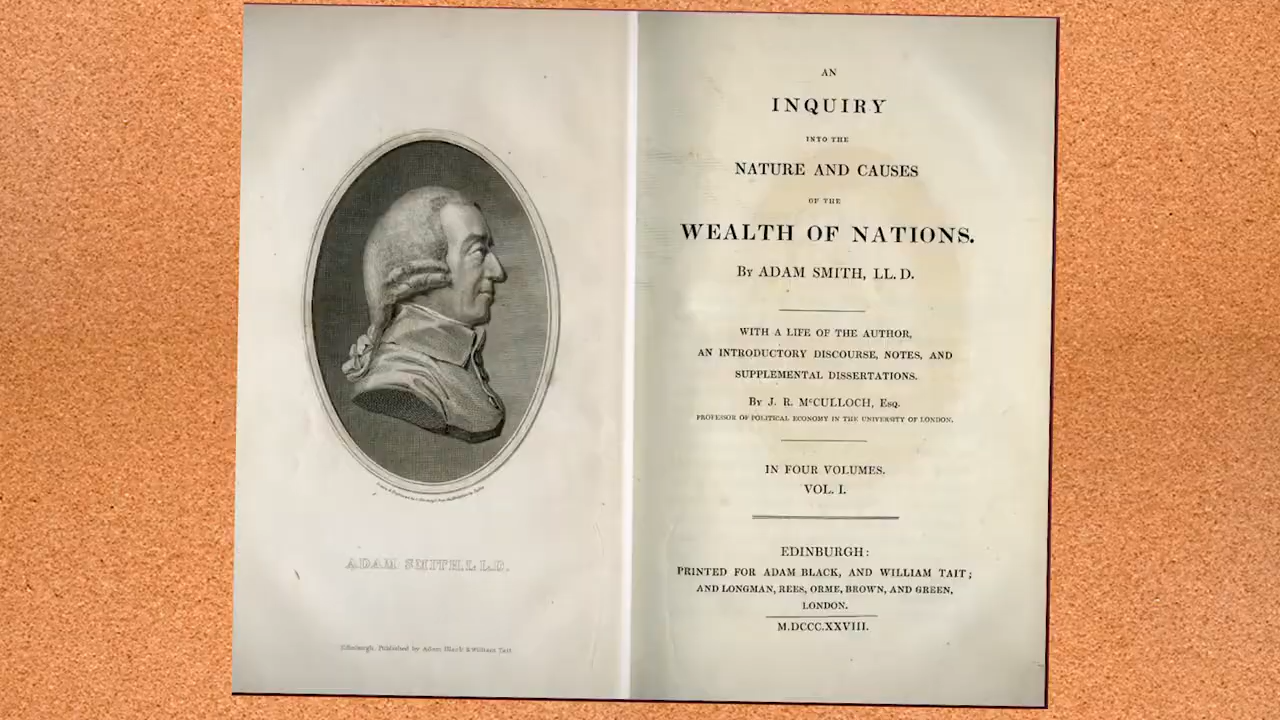 ADAM SMITH, L.L.D.
Edinburgh, Published by Adam Black & William Tait
AN
INQUIRY
INTO THE
NATURE AND CAUSES
OF THE
WEALTH OF NATIONS.
By ADAM SMITH, LL. D.
WITH A LIFE OF THE AUTHOR,
AN INTRODUCTORY DISCOURSE, NOTES, AND
SUPPLEMENTAL DISSERTATIONS.
By J. R. McCULLOCH, Esq.
PROFESSOR OF POLITICAL ECONOMY IN THE UNIVERSITY OF LONDON.
IN FOUR VOLUMES.
VOL. I.
EDINBURGH:
PRINTED FOR ADAM BLACK, AND WILLIAM TAIT;
AND LONGMAN, REES, ORME, BROWN, AND GREEN,
LONDON.
M.DCCC.XXVIII.